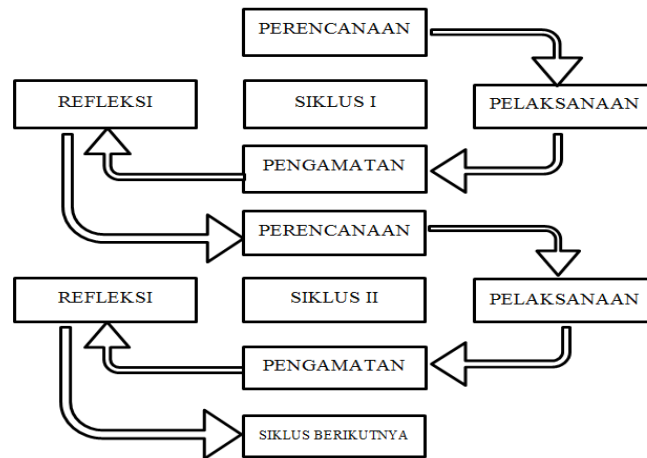 PERENCANAAN
REFLEKSI
SIKLUS I
PELAKSANAAN
PENGAMATAN
PERENCANAAN
REFLEKSI
SIKLUS II
PELAKSANAAN
PENGAMATAN
SIKLUS BERIKUTNYA